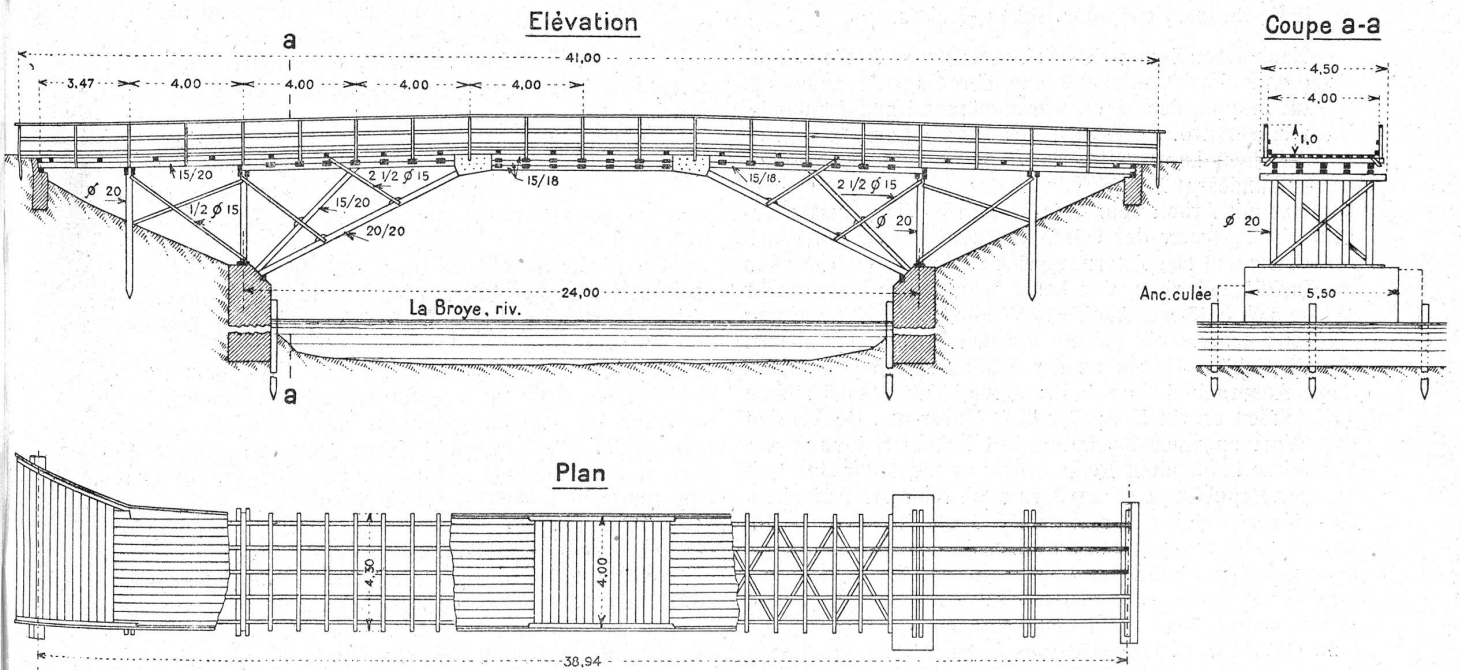 Elévation
Coupe a-a
a
41,00
4,50
3.47
4.00
4.00
4.00
4.00
4,00
1,0
15/20
2 1/2 Ø 15
15/18
15/18.
2 1/2 Ø 15
Ø 20
1/2 Ø 15
15/20
20/20
Ø 20
Ø 20
24,00
Anc.culée
5,50
La Broye. riv.
a
Plan
4,30
4.00
38,94